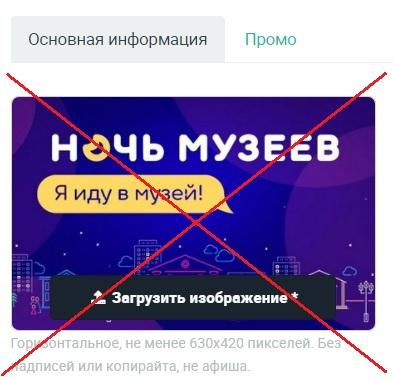 Основная информация Промо
НОЧЬ МУЗЕЕВ
Я иду в музей!
Загрузить изображение *
Горизонтальное, не менее 630x420 пикселей. Без
надписей или копирайта, не афиша.